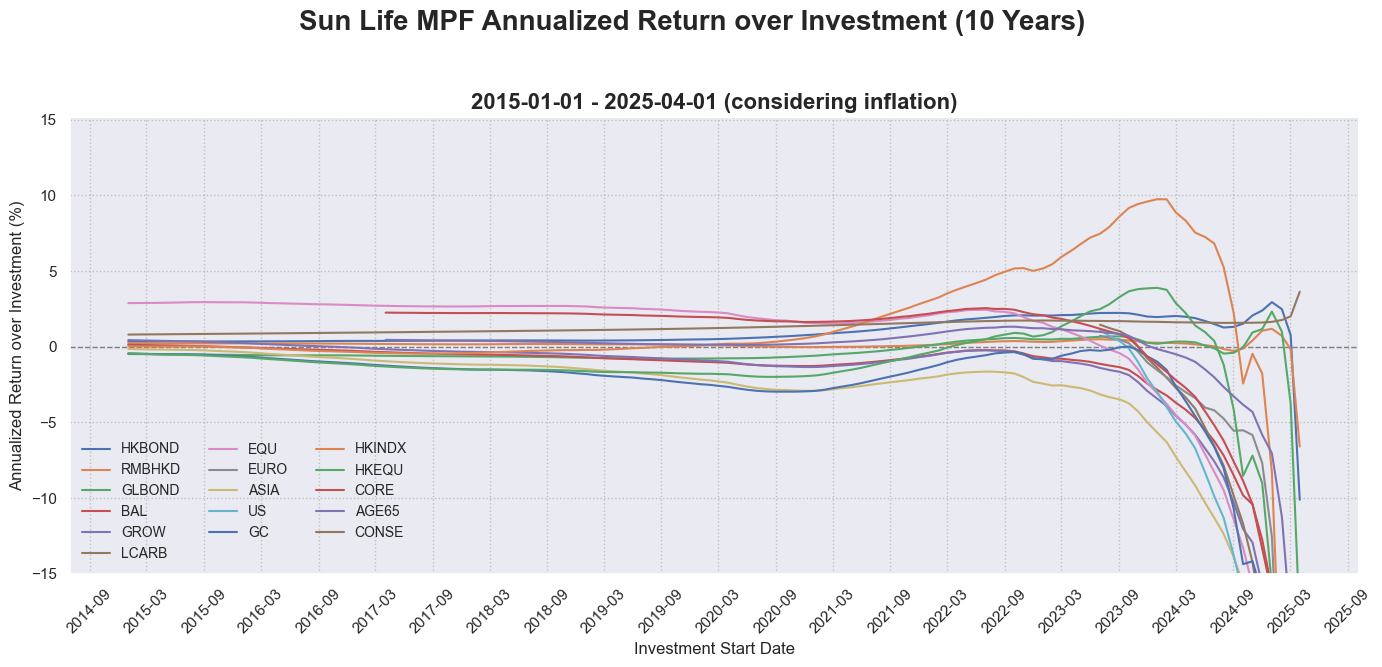 Sun Life MPF Annualized Return over Investment (10 Years)
2015-01-01 - 2025-04-01 (considering inflation)
Annualized Return over Investment (%)
15
10
5
0
−5
−10
−15
HKBOND
RMBHKD
GLBOND
BAL
GROW
LCARB
EQU
EURO
ASIA
US
GC
HKINDX
HKEQU
CORE
AGE65
CONSE
2014-09
2015-03
2015-09
2016-03
2016-09
2017-03
2017-09
2018-03
2018-09
2019-03
2019-09
2020-03
2020-09
2021-03
2021-09
2022-03
2022-09
2023-03
2023-09
2024-03
2024-09
2025-03
2025-09
Investment Start Date